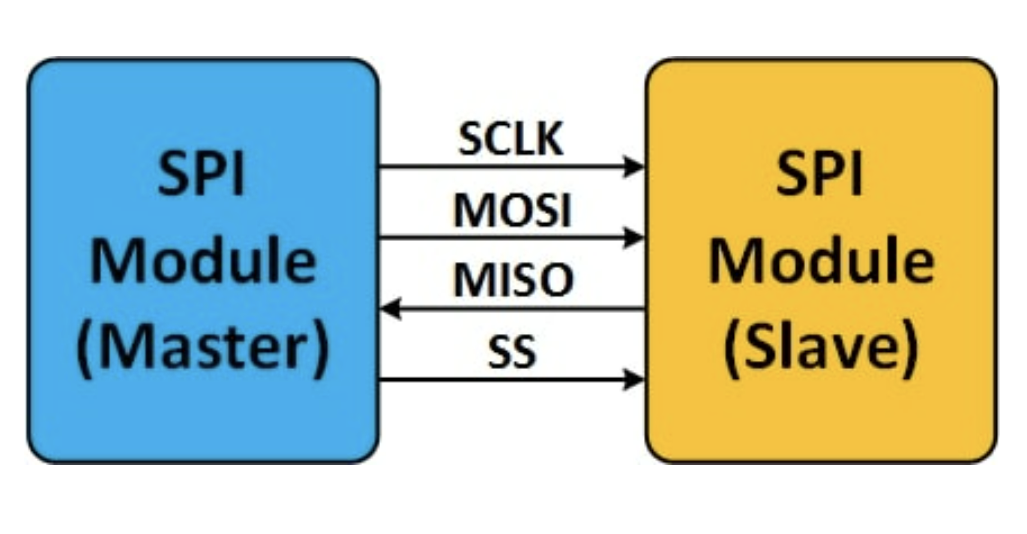 SPI
Module
(Master)
SCLK
MOSI
MISO
SS
SPI
Module
(Slave)